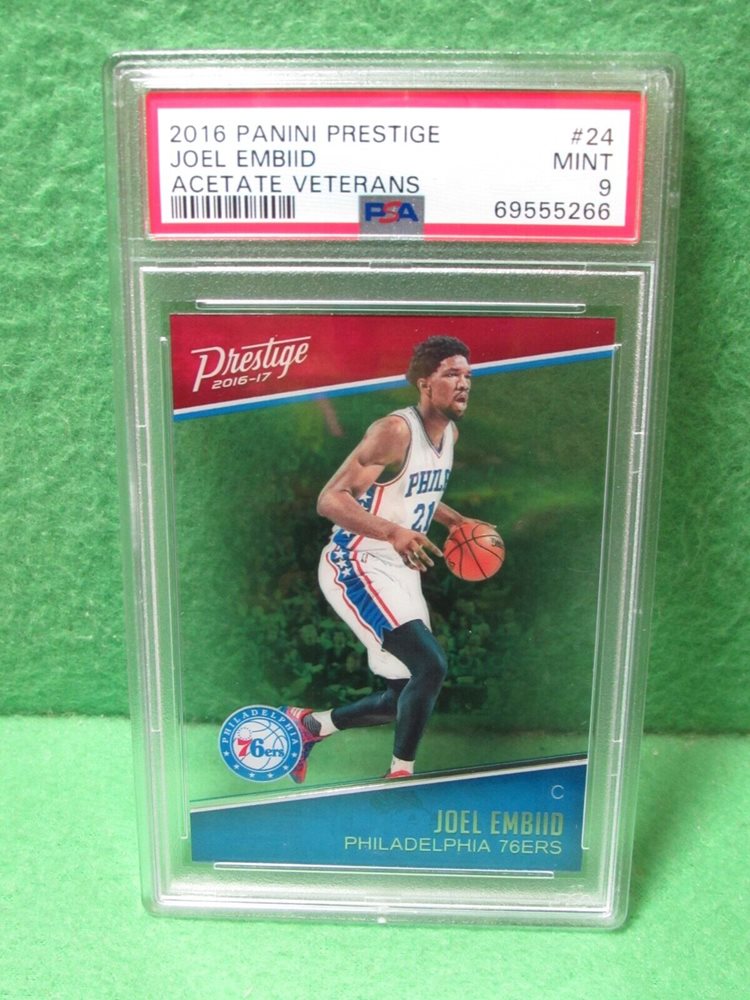 2016 PANINI PRESTIGE #24
JOEL EMBIID MINT
ACETATE VETERANS 9
PSA 69555266
Prestige
2016-17
PHILA
21
PHILADELPHIA
76ers
C
JOEL EMBIID
PHILADELPHIA 76ERS